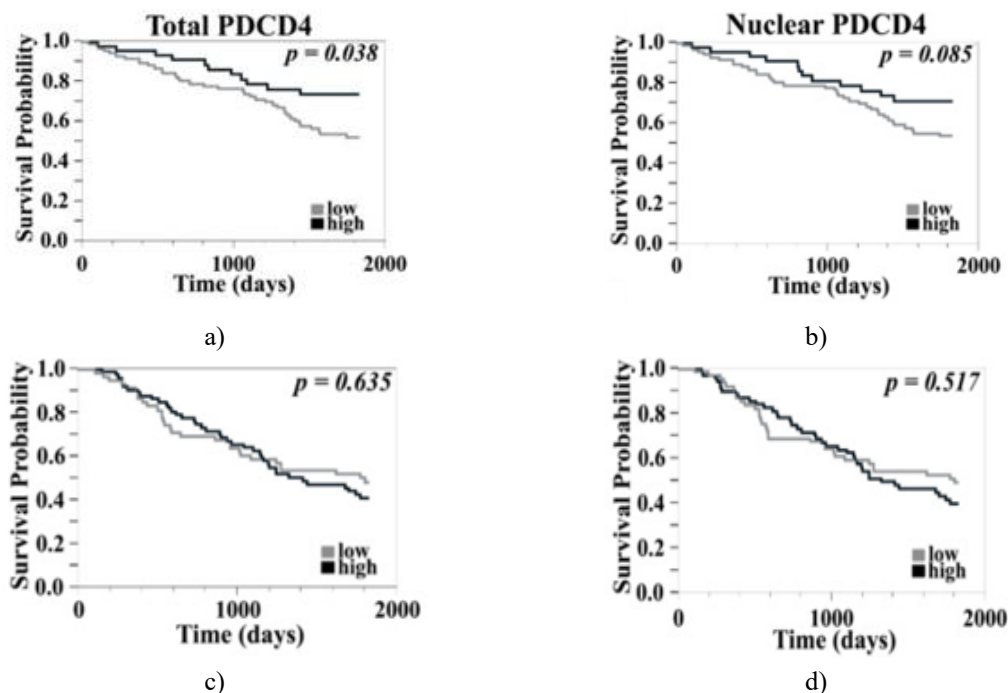 Total PDCD4
1.0
p = 0.038
0.8
0.6
0.4
0.2
0.0
Survival Probability
low
high
0
1000
2000
Time (days)
a)
Nuclear PDCD4
1.0
p = 0.085
0.8
0.6
0.4
0.2
0.0
Survival Probability
low
high
0
1000
2000
Time (days)
b)
1.0
p = 0.635
0.8
0.6
0.4
0.2
0.0
Survival Probability
low
high
0
1000
2000
Time (days)
c)
1.0
p = 0.517
0.8
0.6
0.4
0.2
0.0
Survival Probability
low
high
0
1000
2000
Time (days)
d)